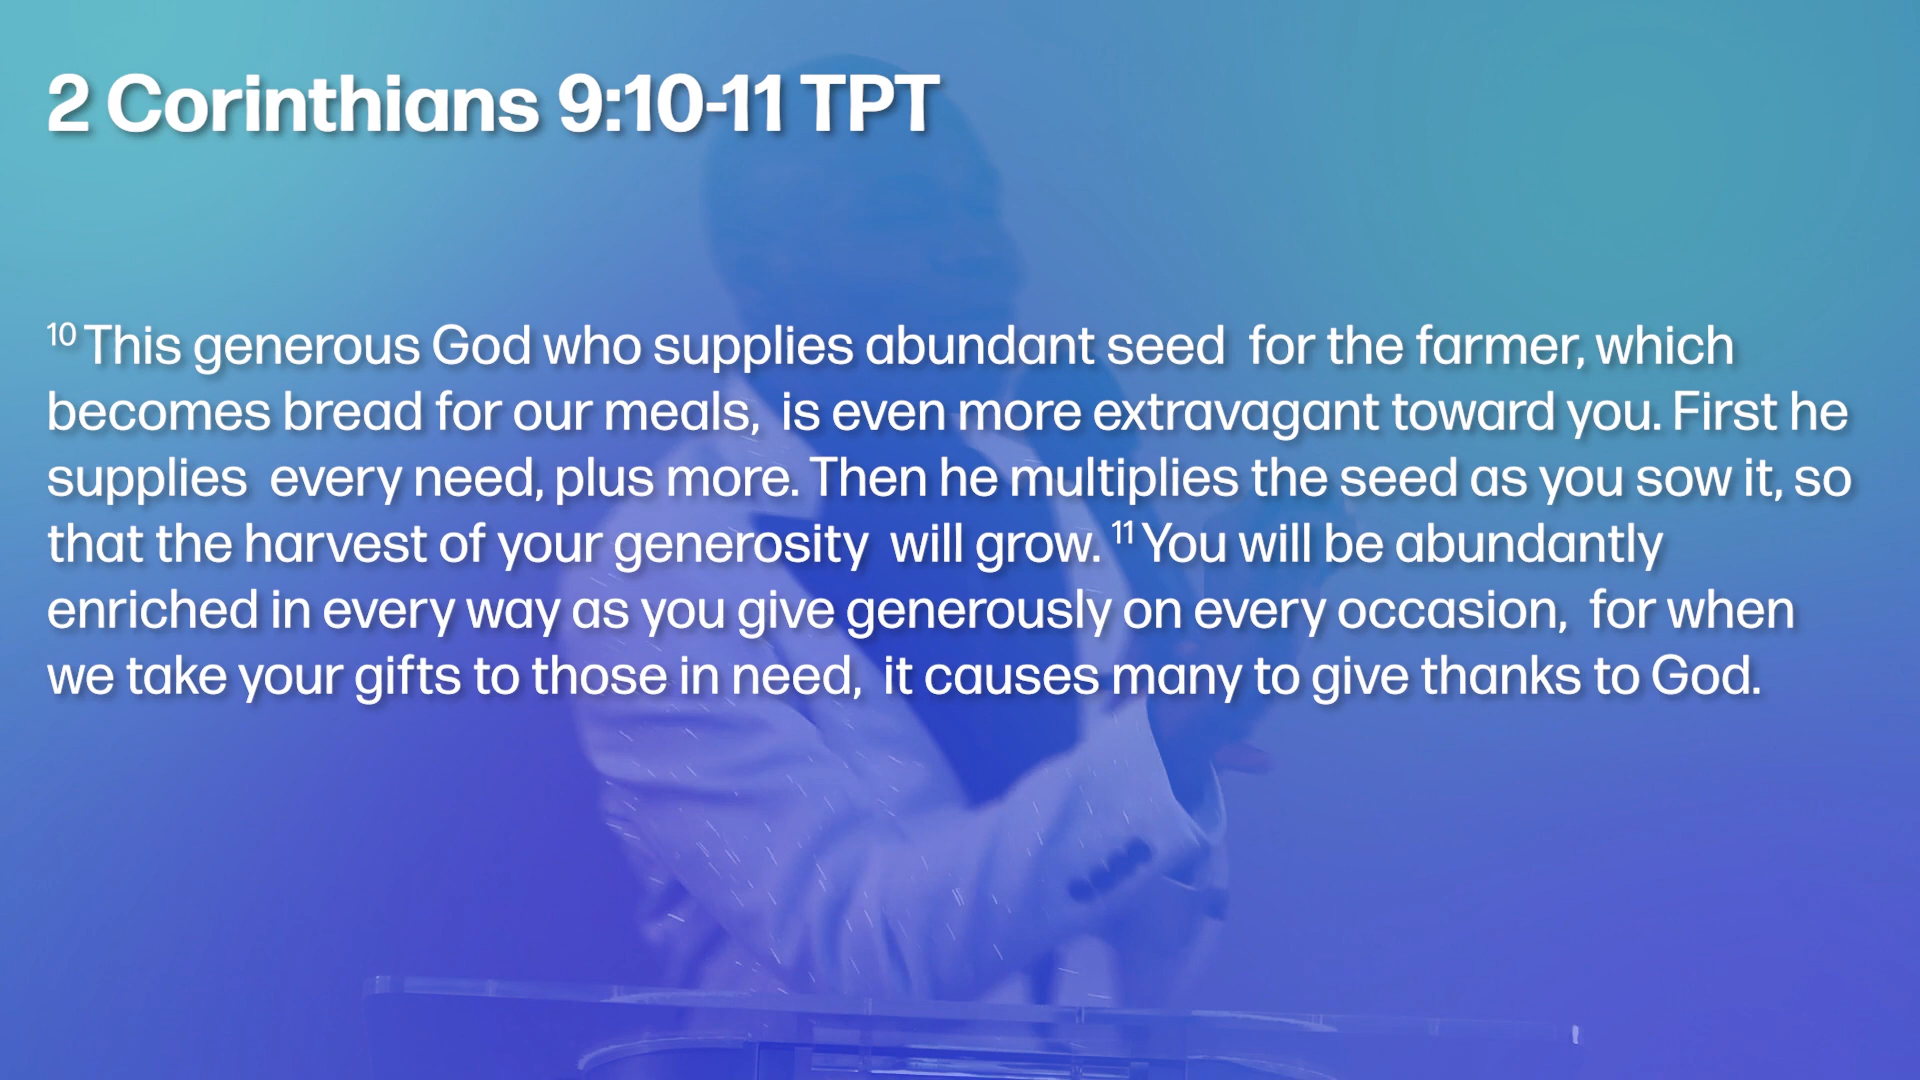 2 Corinthians 9:10-11 TPT
10 This generous God who supplies abundant seed  for the farmer, which
becomes bread for our meals,  is even more extravagant toward you. First he
supplies  every need, plus more. Then he multiplies the seed as you sow it, so
that the harvest of your generosity  will grow. 11 You will be abundantly
enriched in every way as you give generously on every occasion,  for when
we take your gifts to those in need,  it causes many to give thanks to God.